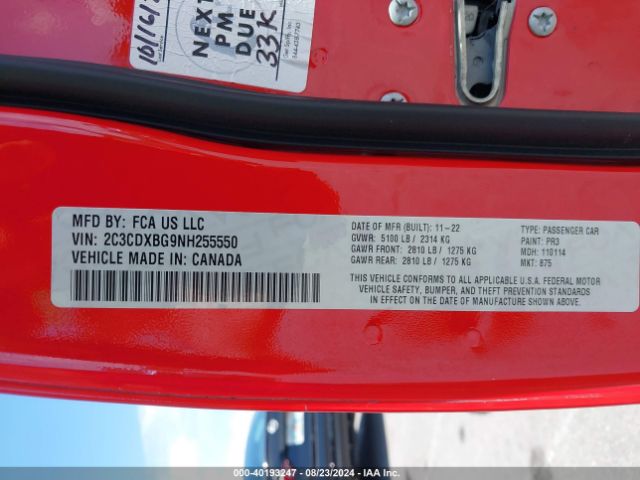 10/16/2
NEXT
PM
DUE
33K
MFD BY: FCA US LLC
VIN: 2C3CDXBG9NH255550
VEHICLE MADE IN: CANADA
DATE OF MFR (BUILT): 11-22
GVWR: 5100 LB / 2314 KG
GAWR FRONT: 2810 LB / 1275 KG
GAWR REAR: 2810 LB / 1275 KG
TYPE: PASSENGER CAR
PAINT: PR3
MDH: 110114
MKT: 875
THIS VEHICLE CONFORMS TO ALL APPLICABLE U.S.A. FEDERAL MOTOR
VEHICLE SAFETY, BUMPER, AND THEFT PREVENTION STANDARDS
IN EFFECT ON THE DATE OF MANUFACTURE SHOWN ABOVE.
000-40193247 - 08/23/2024 - IAA Inc.